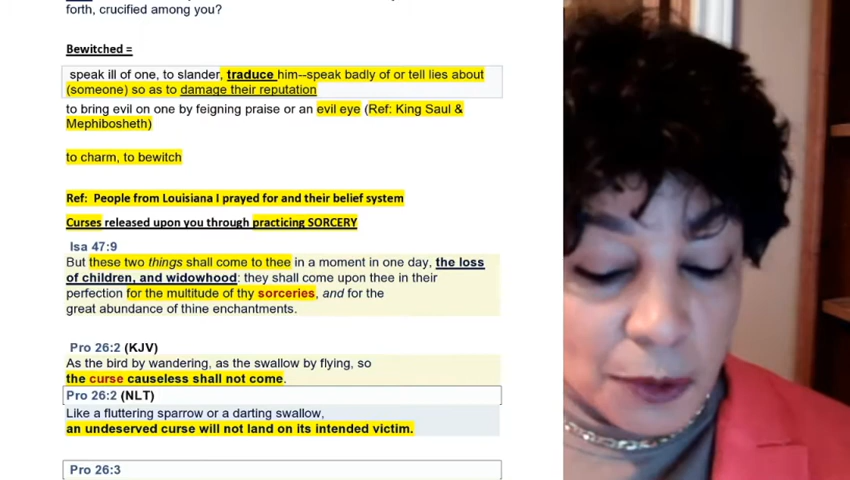 forth, crucified among you?
Bewitched =
speak ill of one, to slander, traduce him--speak badly of or tell lies about
(someone) so as to damage their reputation
to bring evil on one by feigning praise or an evil eye (Ref: King Saul &
Mephibosheth)
to charm, to bewitch
Ref:  People from Louisiana I prayed for and their belief system
Curses released upon you through practicing SORCERY
Isa 47:9
But these two things shall come to thee in a moment in one day, the loss
of children, and widowhood; they shall come upon thee in their
perfection for the multitude of thy sorceries, and for the
great abundance of thine enchantments.
Pro 26:2 (KJV)
As the bird by wandering, as the swallow by flying, so
the curse causeless shall not come.
Pro 26:2 (NLT)
Like a fluttering sparrow or a darting swallow,
an undeserved curse will not land on its intended victim.
Pro 26:3